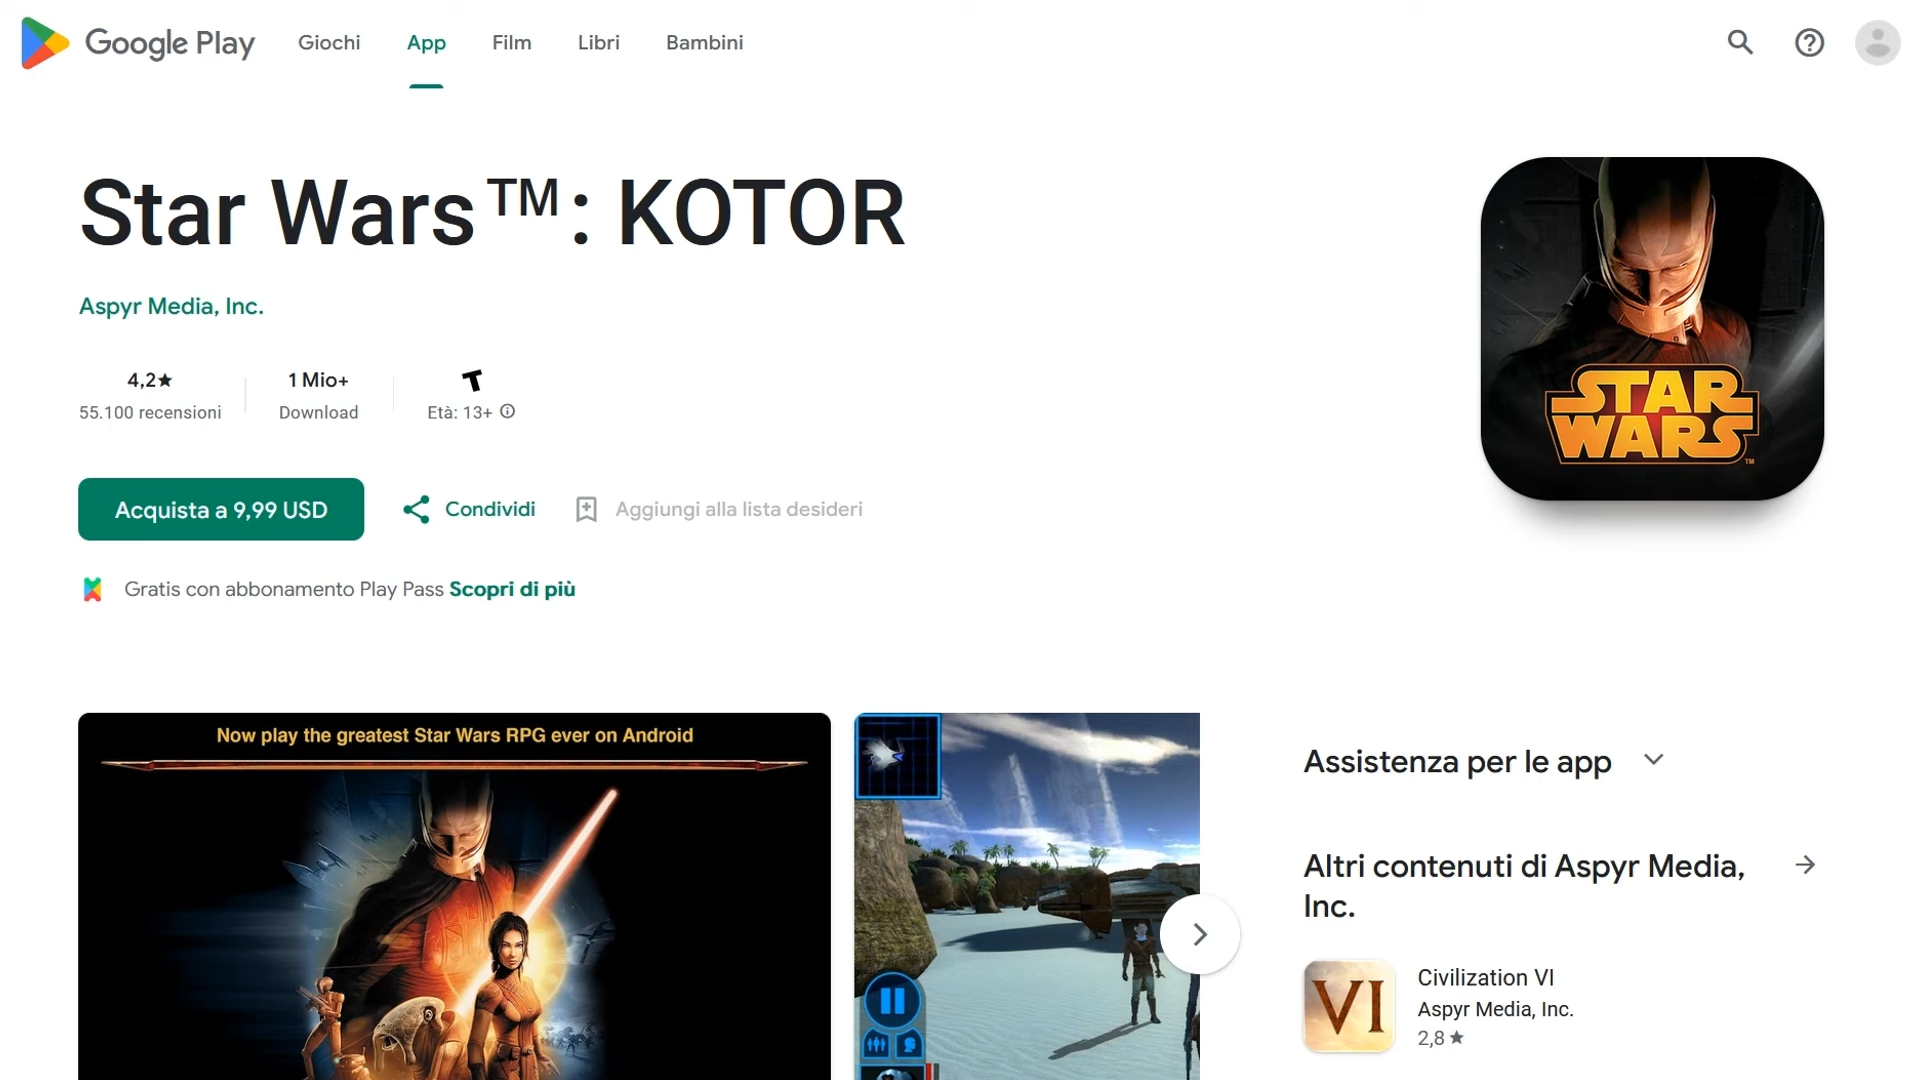 Google Play
Giochi
App
Film
Libri
Bambini
Star Wars™: KOTOR
Aspyr Media, Inc.
4,2★
55.100 recensioni
1 Mio+
Download
T
Età: 13+
Acquista a 9,99 USD
Condividi
Aggiungi alla lista desideri
Gratis con abbonamento Play Pass Scopri di più
STAR
WARS™
Now play the greatest Star Wars RPG ever on Android
Assistenza per le app
Altri contenuti di Aspyr Media,
Inc.
VI
Civilization VI
Aspyr Media, Inc.
2,8★